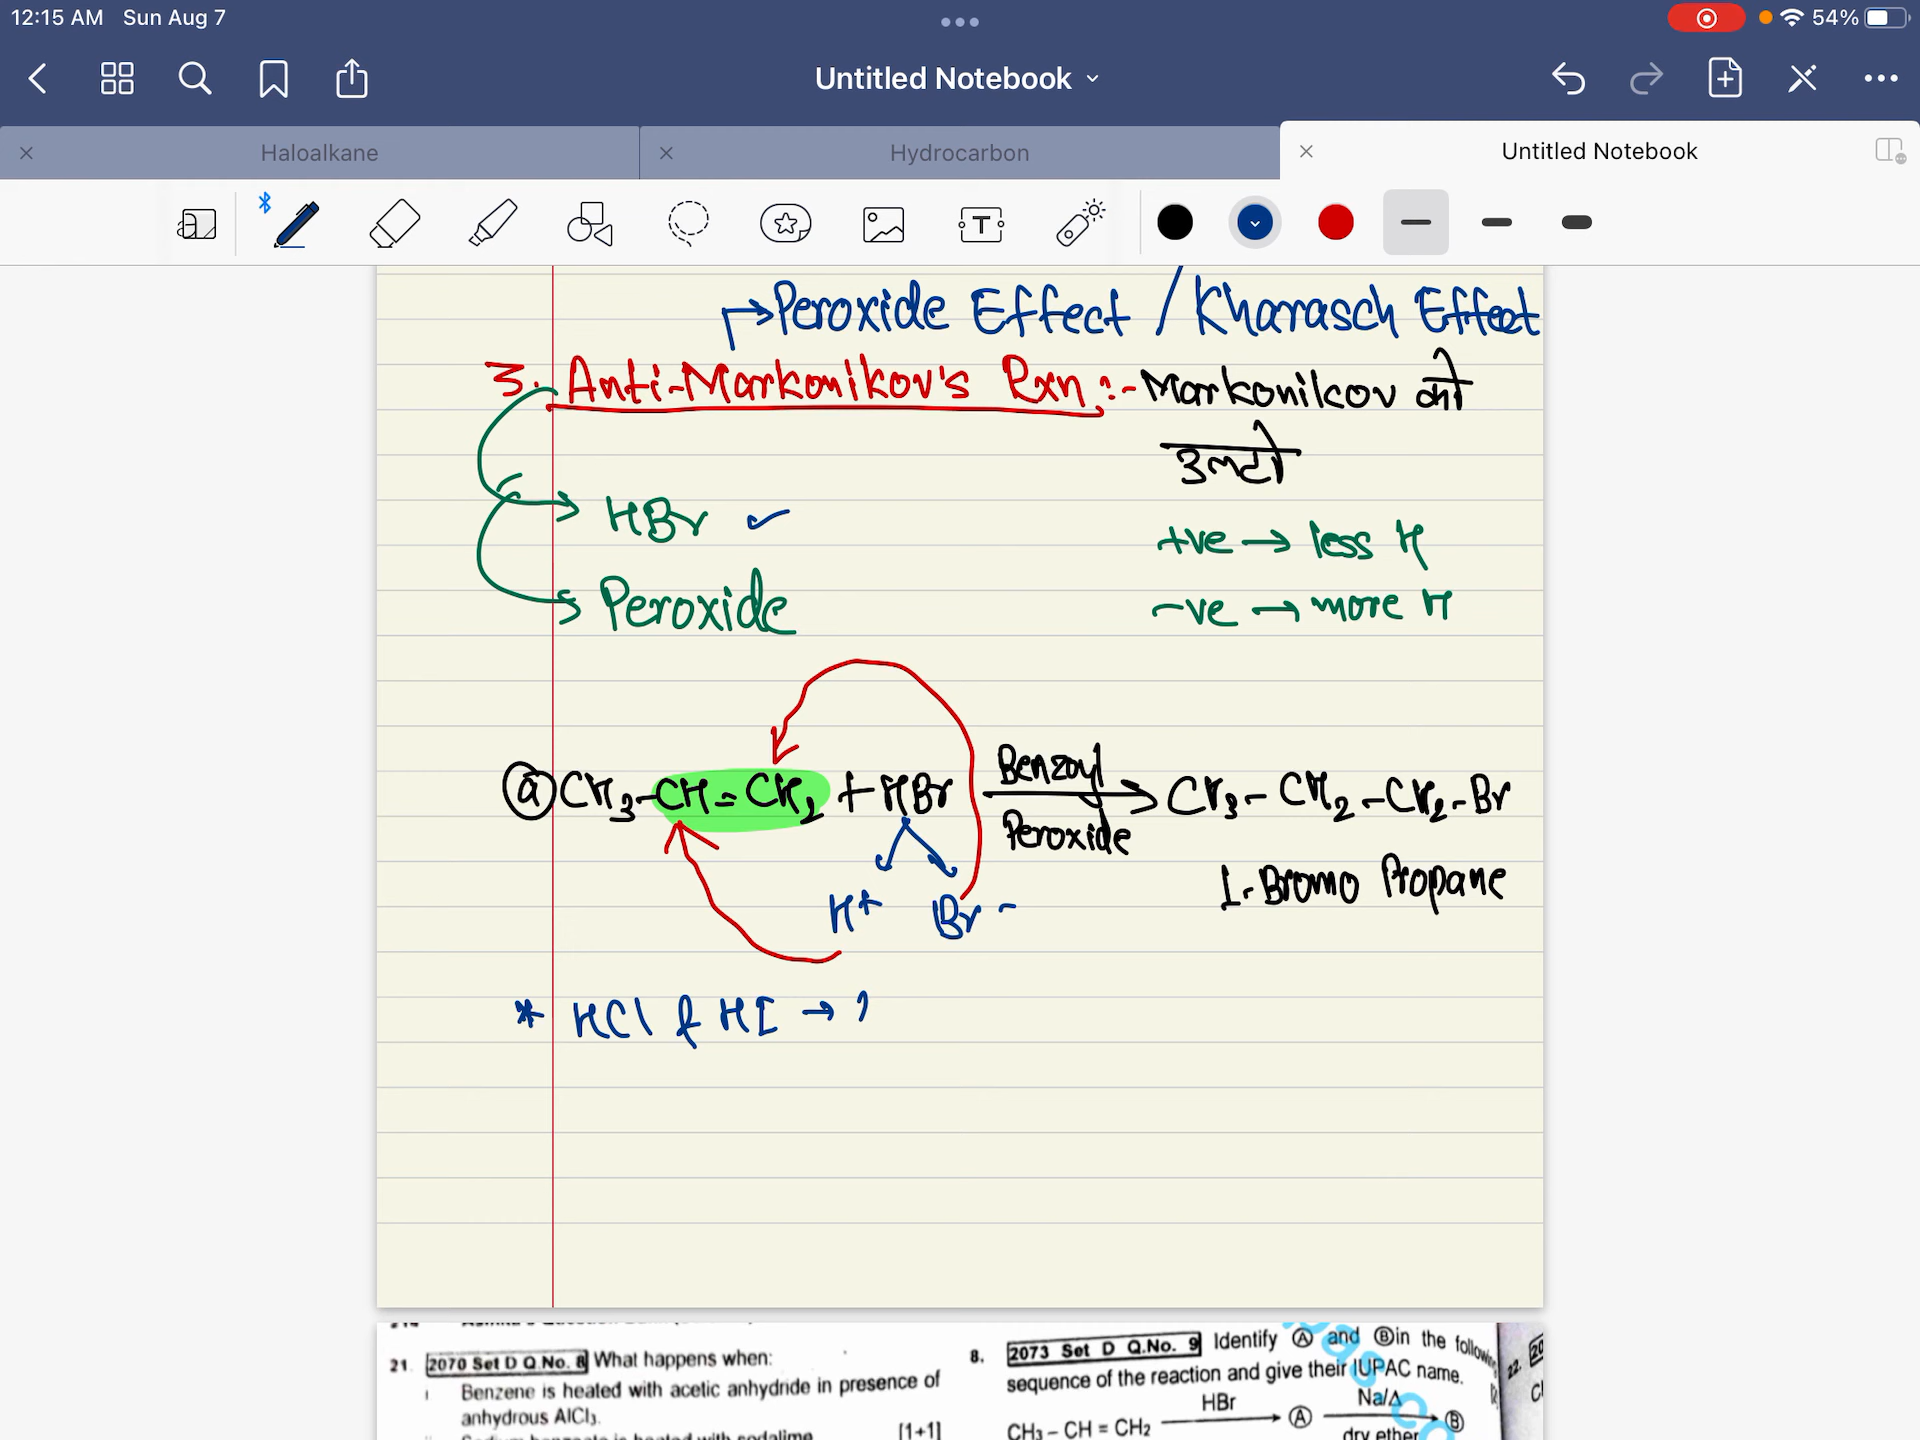 12:15 AM Sun Aug 7
54%
Untitled Notebook
Haloalkane
Hydrocarbon
Untitled Notebook
Peroxide Effect / Kharasch Effect
3. Anti-Markonikov's Rxn :- Markonikov को
उल्टो
HBr
Peroxide
+ve → less H
-ve → more H
(a) CH3-CH=CH2 + HBr Benzoyl Peroxide → CH3-CH2-CH2-Br
1-Bromo Propane
H+ Br-
* HCl & HI →
21. 2070 Set D Q.No. 8 What happens when:
i Benzene is heated with acetic anhydride in presence of
anhydrous AlCl3.
[1+1]
8. 2073 Set D Q.No. 9 Identify Ⓐ and Ⓑ in the
sequence of the reaction and give their IUPAC name.
CH3 – CH = CH2 HBr → Ⓐ Na/Δ → Ⓑ
dry ether
22.